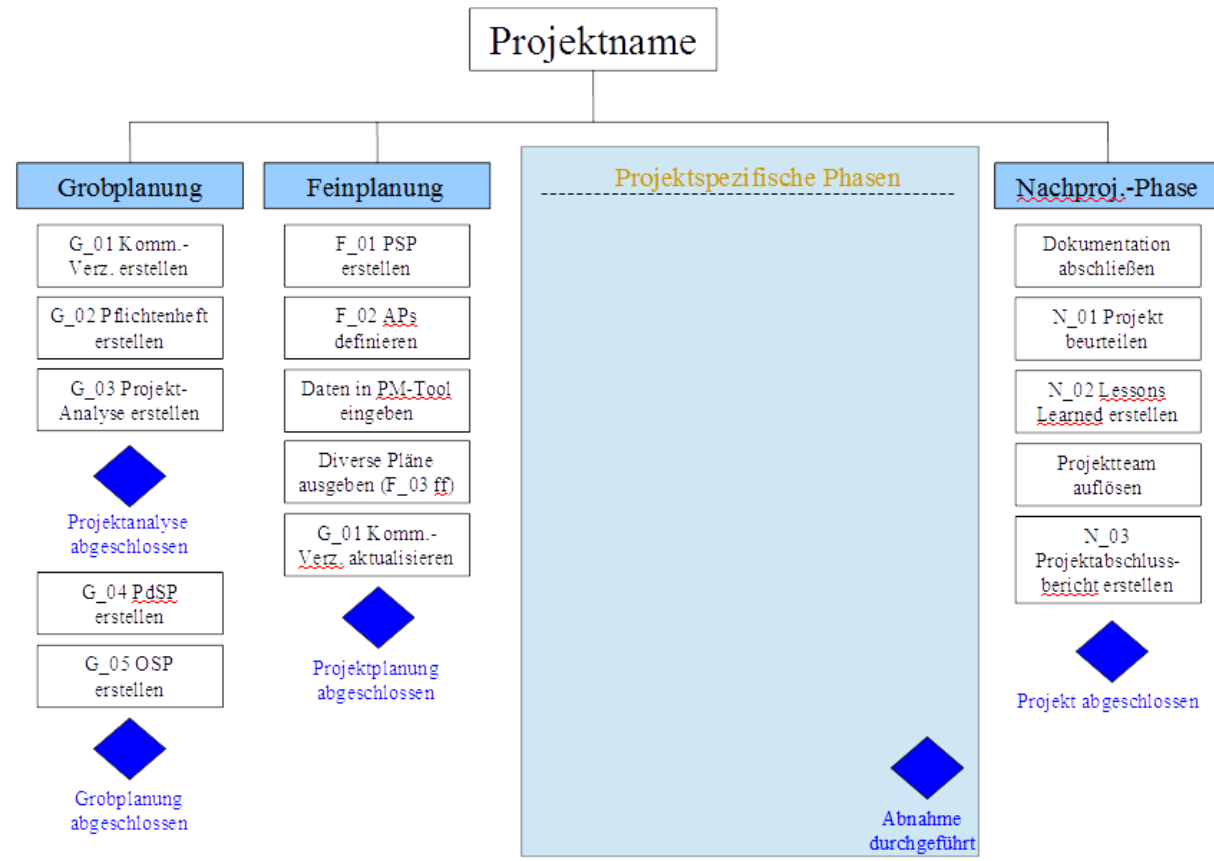 Projektname
Grobplanung
G_01 Komm.-
Verz. erstellen
G_02 Pflichtenheft
erstellen
G_03 Projekt-
Analyse erstellen
Projektanalyse
abgeschlossen
G_04 PdSP
erstellen
G_05 OSP
erstellen
Grobplanung
abgeschlossen
Feinplanung
F_01 PSP
erstellen
F_02 APs
definieren
Daten in PM-Tool
eingeben
Diverse Pläne
ausgeben (F_03 ff)
G_01 Komm.-
Verz. aktualisieren
Projektplanung
abgeschlossen
Projektspezifische Phasen
Abnahme
durchgeführt
Nachproj.-Phase
Dokumentation
abschließen
N_01 Projekt
beurteilen
N_02 Lessons
Learned erstellen
Projektteam
auflösen
N_03
Projektabschluss-
bericht erstellen
Projekt abgeschlossen